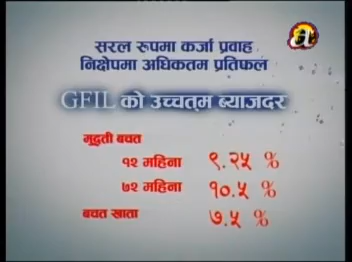 सरल रुपमा कर्जा प्रवाह
निक्षेपमा अधिकतम प्रतिफल
GFIL को उच्चतम ब्याजदर
मुद्दती बचत
१२ महिना ९.२५ %
७२ महिना १०.५ %
बचत खाता ७.५ %